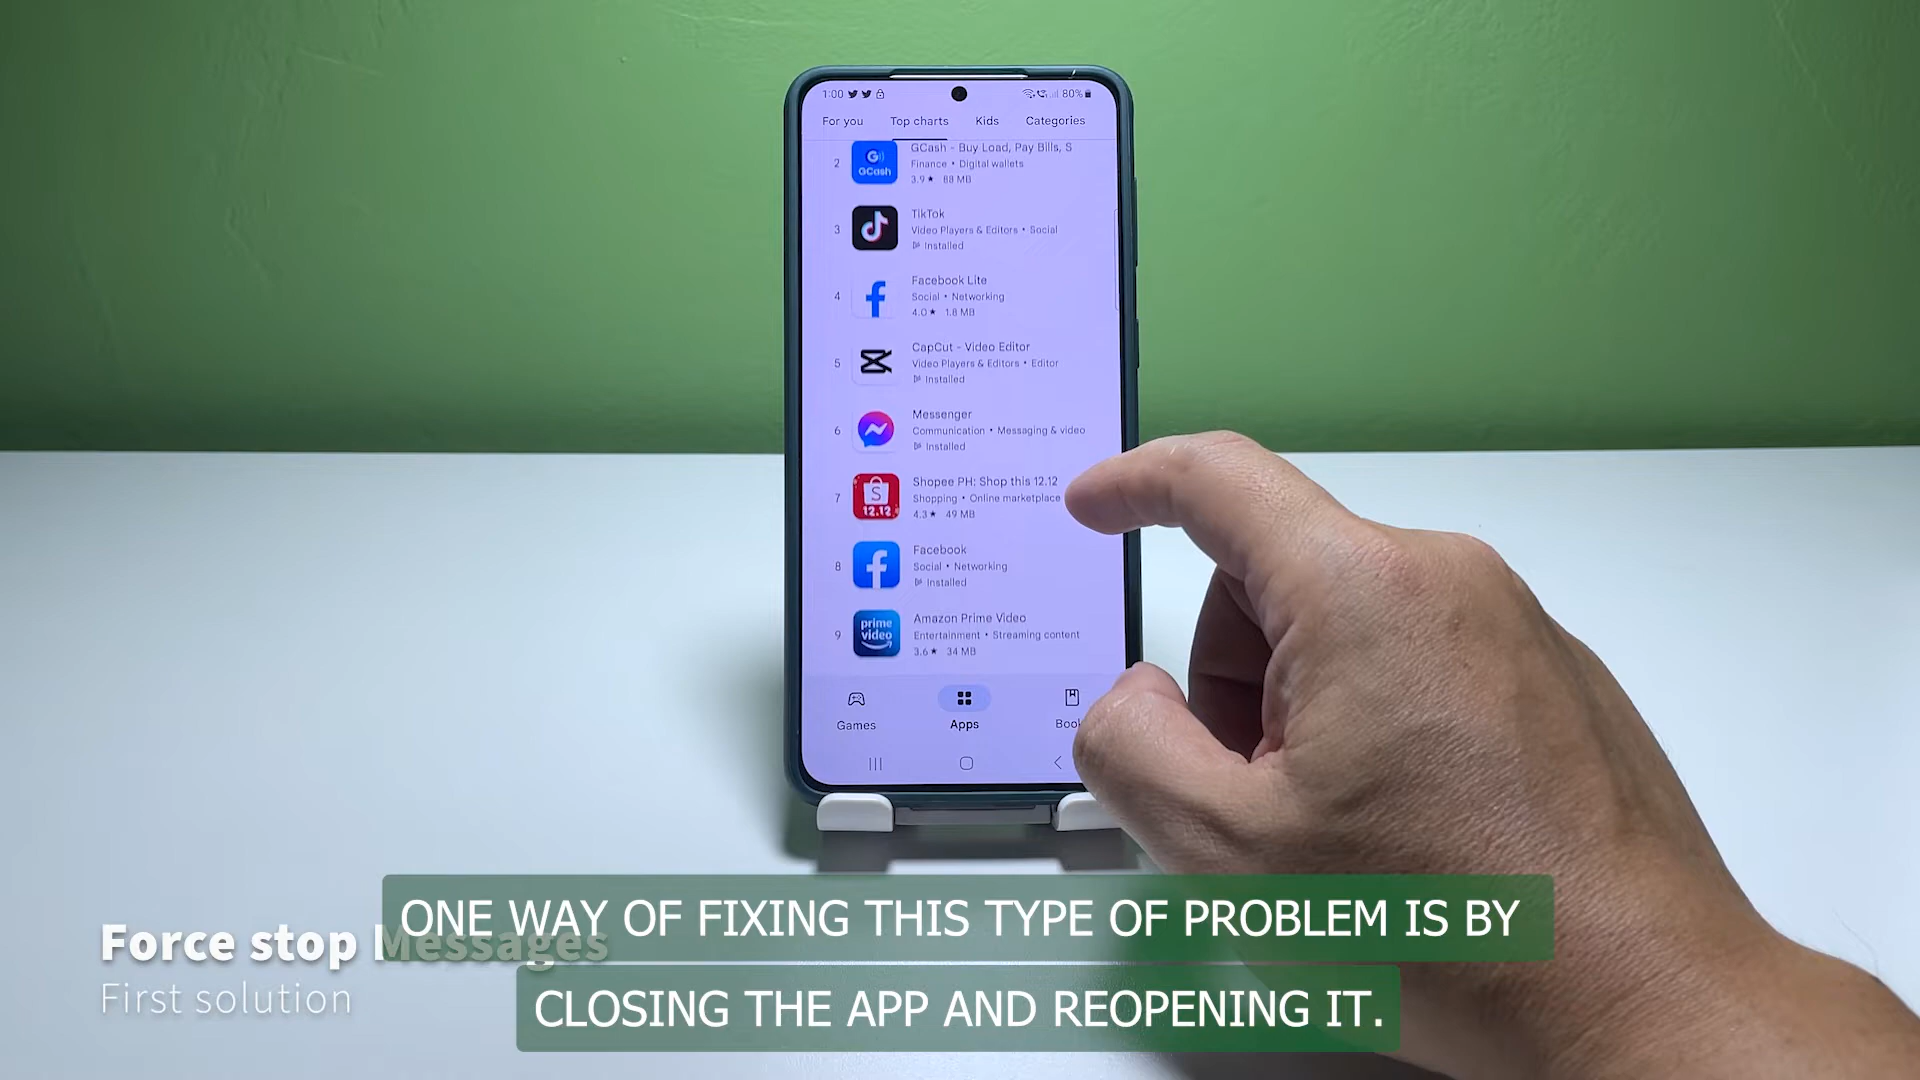 1:00 80%
For you Top charts Kids Categories
2 GCash GCash - Buy Load, Pay Bills, S
Finance • Digital wallets
3.9★ 88 MB
3 TikTok
Video Players & Editors • Social
Installed
4 Facebook Lite
Social • Networking
4.0★ 1.8 MB
5 CapCut - Video Editor
Video Players & Editors • Editor
Installed
6 Messenger
Communication • Messaging & video
Installed
7 S 12.12 Shopee PH: Shop this 12.12
Shopping • Online marketplace
4.3★ 49 MB
8 Facebook
Social • Networking
Installed
9 prime video Amazon Prime Video
Entertainment • Streaming content
3.6★ 34 MB
Games Apps Boo
Force stop Messages
First solution
ONE WAY OF FIXING THIS TYPE OF PROBLEM IS BY
CLOSING THE APP AND REOPENING IT.